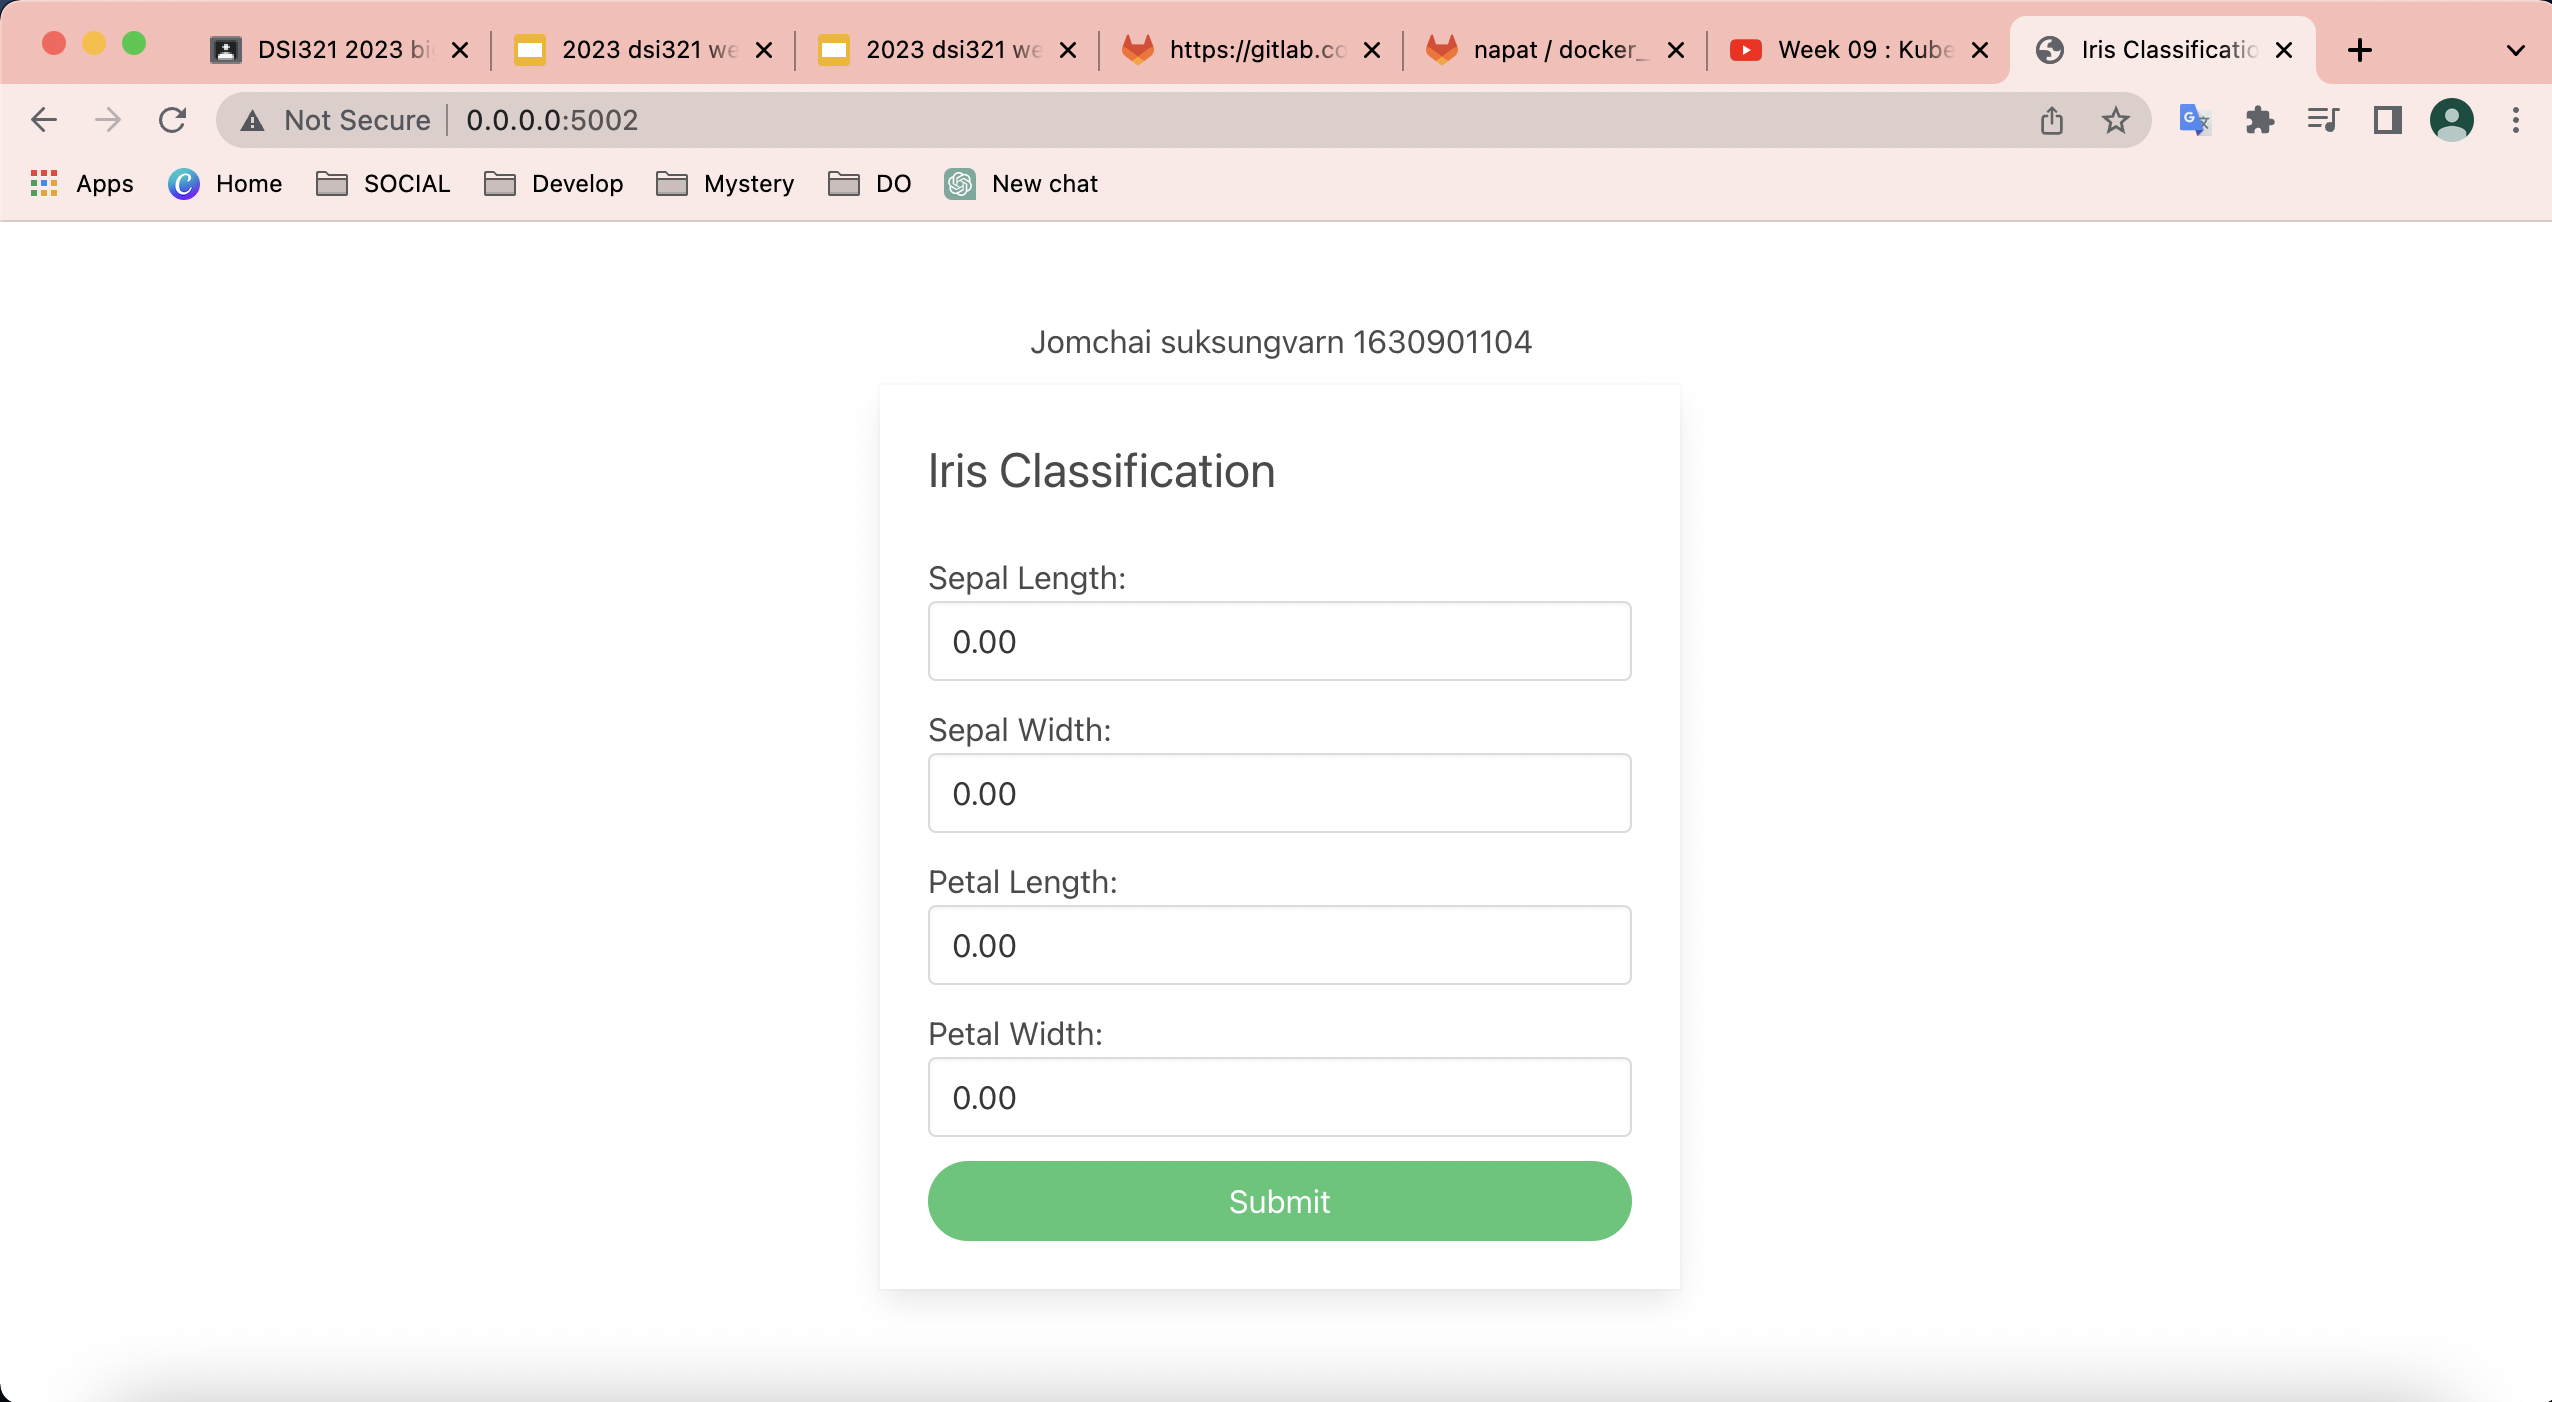 DSI321 2023 bi
2023 dsi321 we
2023 dsi321 we
https://gitlab.co
napat / docker_
Week 09 : Kube
Iris Classificatio
Not Secure
0.0.0.0:5002
Apps
Home
SOCIAL
Develop
Mystery
DO
New chat
Jomchai suksungvarn 1630901104
Iris Classification
Sepal Length:
0.00
Sepal Width:
0.00
Petal Length:
0.00
Petal Width:
0.00
Submit